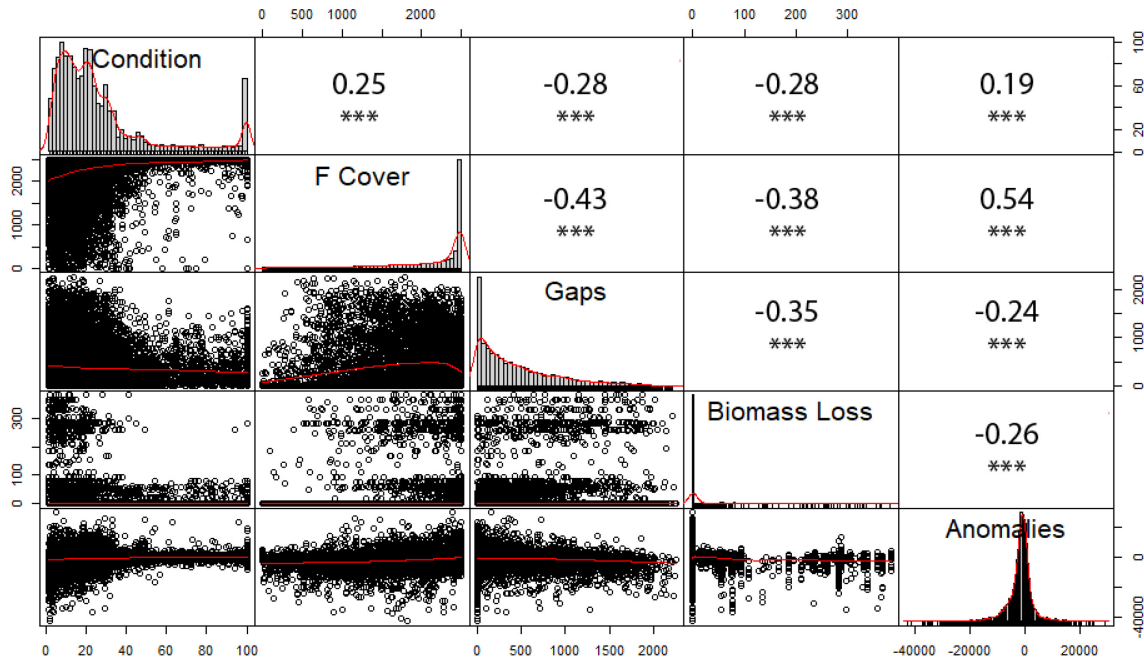 0 500 1000 2000
0 100 200 300
Condition
0.25
***
-0.28
***
-0.28
***
0.19
***
0 20 60 100
0 1000 2000
F Cover
-0.43
***
-0.38
***
0.54
***
Gaps
-0.35
***
-0.24
***
0 1000 2000
0 100 300
Biomass Loss
-0.26
***
Anomalies
-40000 0
0 20 40 60 80 100
0 500 1000 1500 2000
-40000 -20000 0 20000